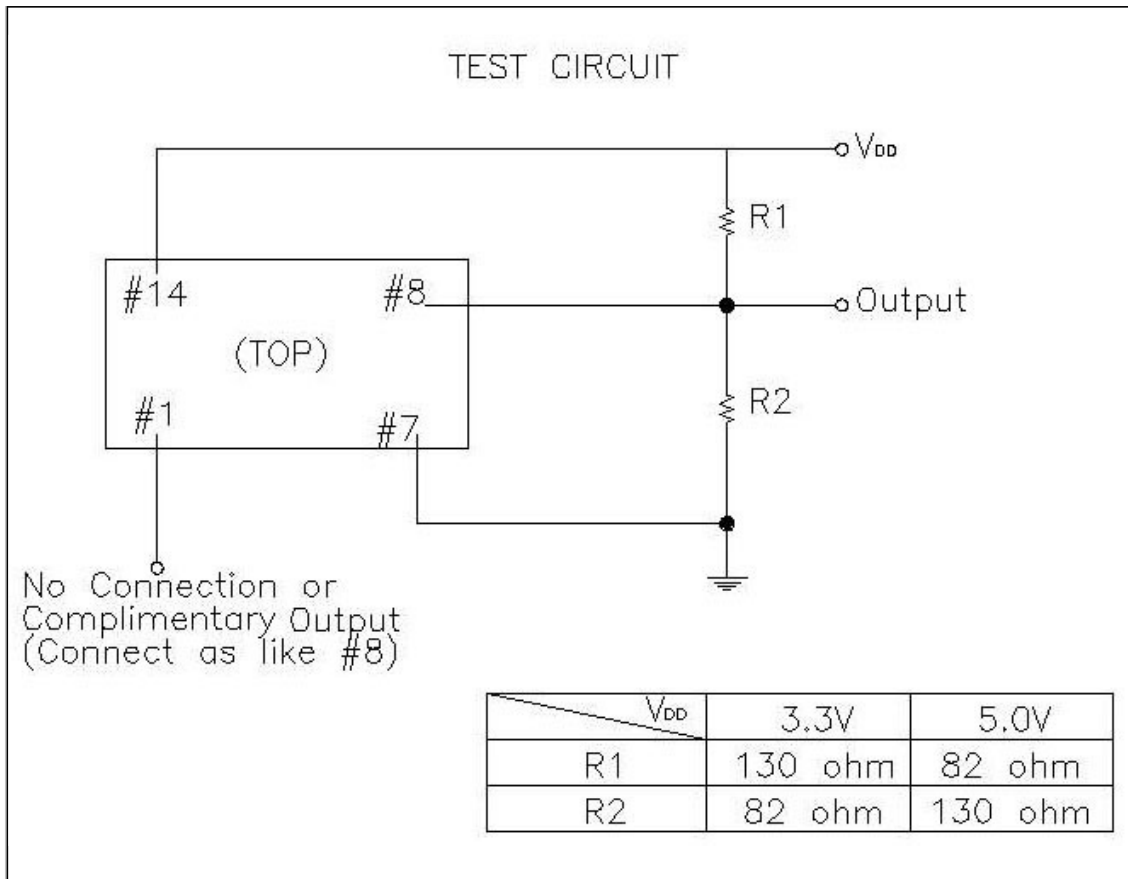 TEST CIRCUIT
VDD
R1
#14
#8
Output
(TOP)
R2
#1
#7
No Connection or
Complimentary Output
(Connect as like #8)
VDD 3.3V 5.0V
R1 130 ohm 82 ohm
R2 82 ohm 130 ohm